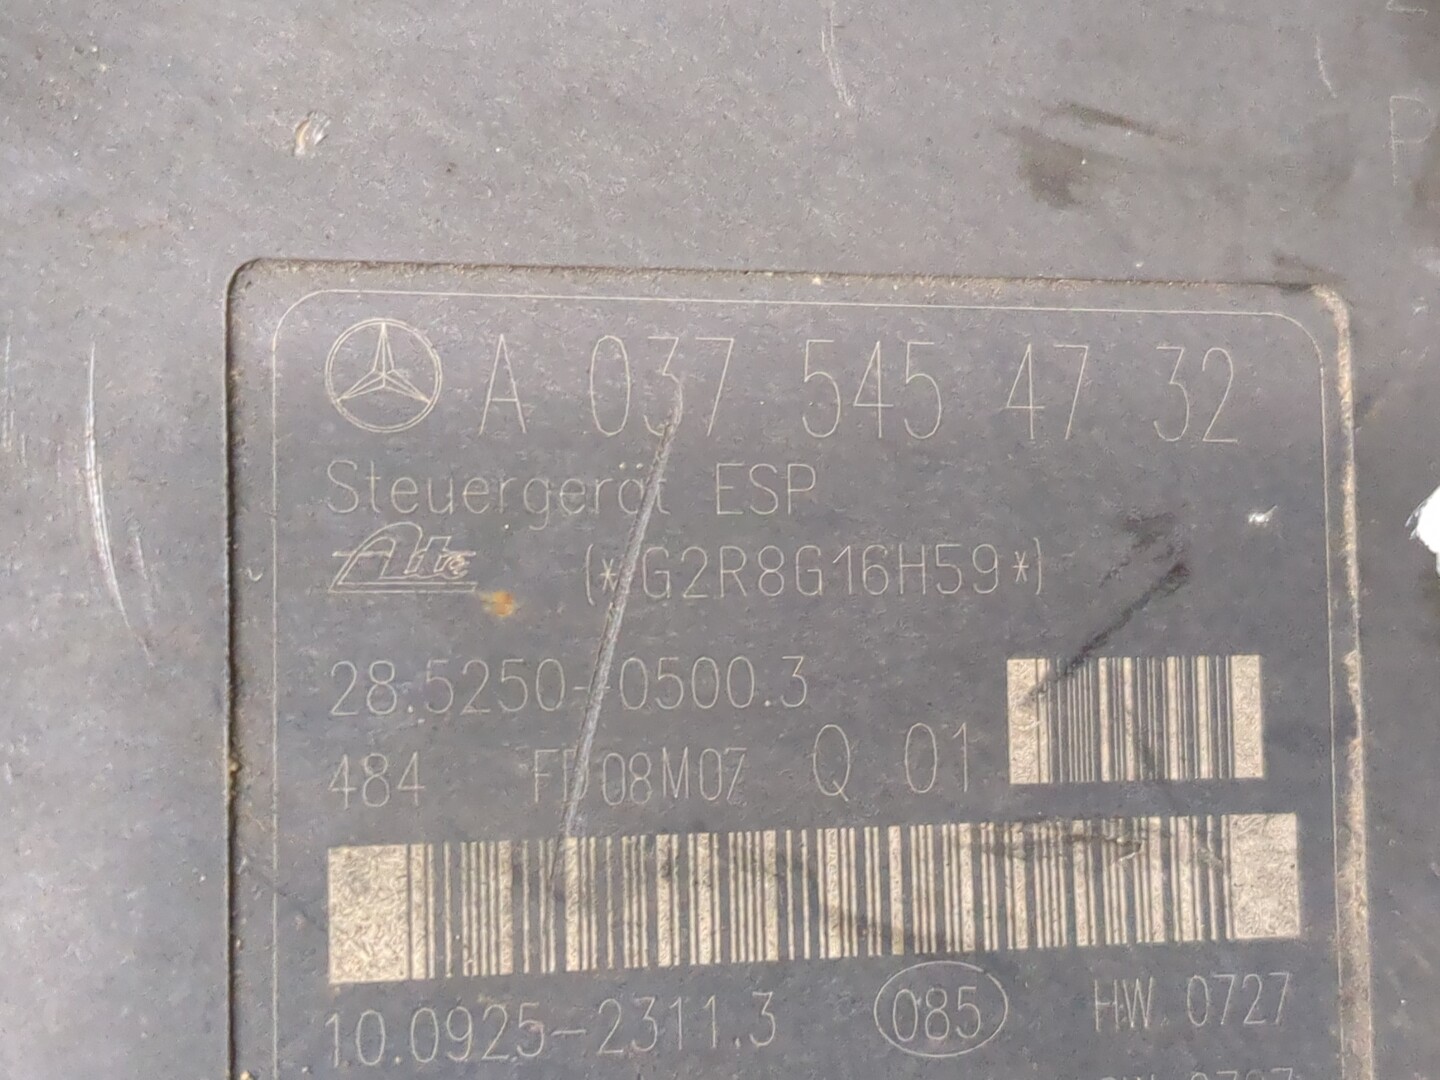 A 037 545 47 32
Steuergerät ESP
Ate (*G2R8G16H59*)
28.5250-0500.3
484 FD08M07 Q 01
10.0925-2311.3 085 HW 0727
P